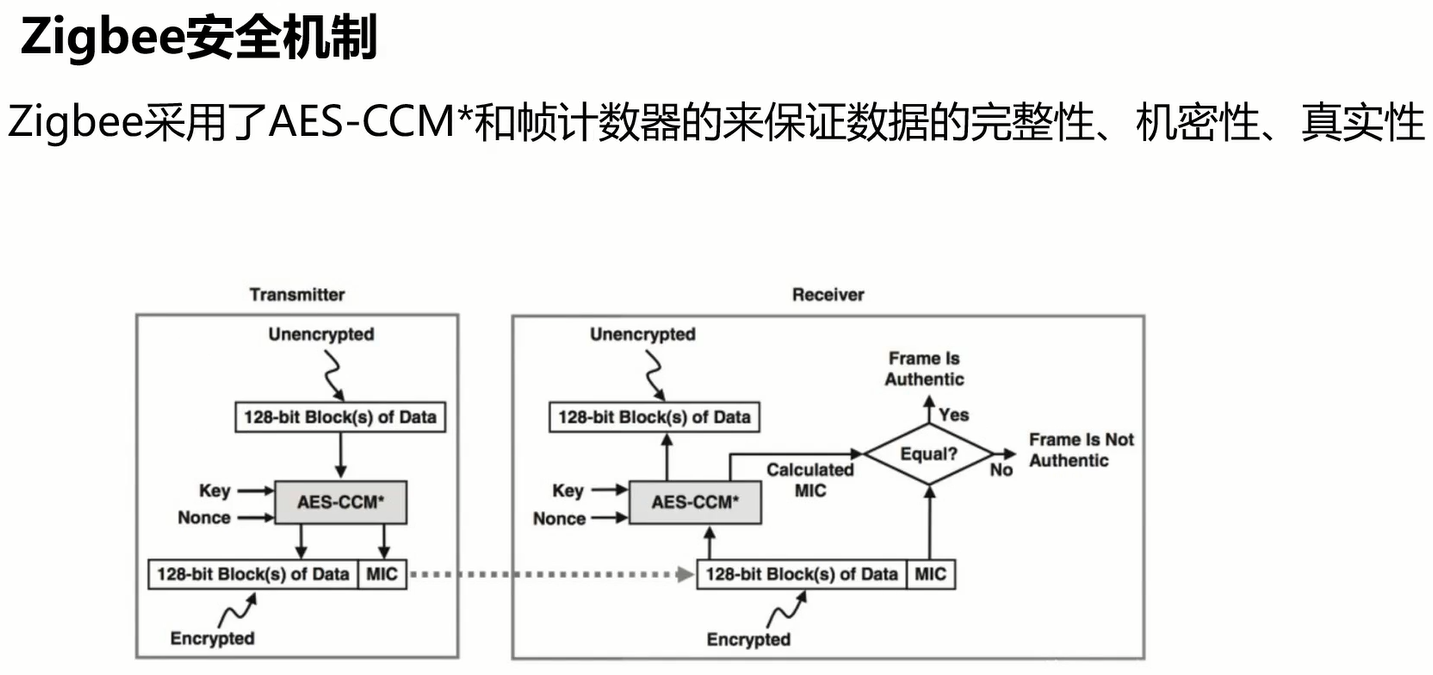 Zigbee安全机制
Zigbee采用了AES-CCM*和帧计数器的来保证数据的完整性、机密性、真实性
Transmitter
Unencrypted
128-bit Block(s) of Data
Key
Nonce
AES-CCM*
128-bit Block(s) of Data
MIC
Encrypted
Receiver
Unencrypted
128-bit Block(s) of Data
Key
Nonce
AES-CCM*
Calculated
MIC
Frame Is
Authentic
Yes
Equal?
No
Frame Is Not
Authentic
128-bit Block(s) of Data
MIC
Encrypted